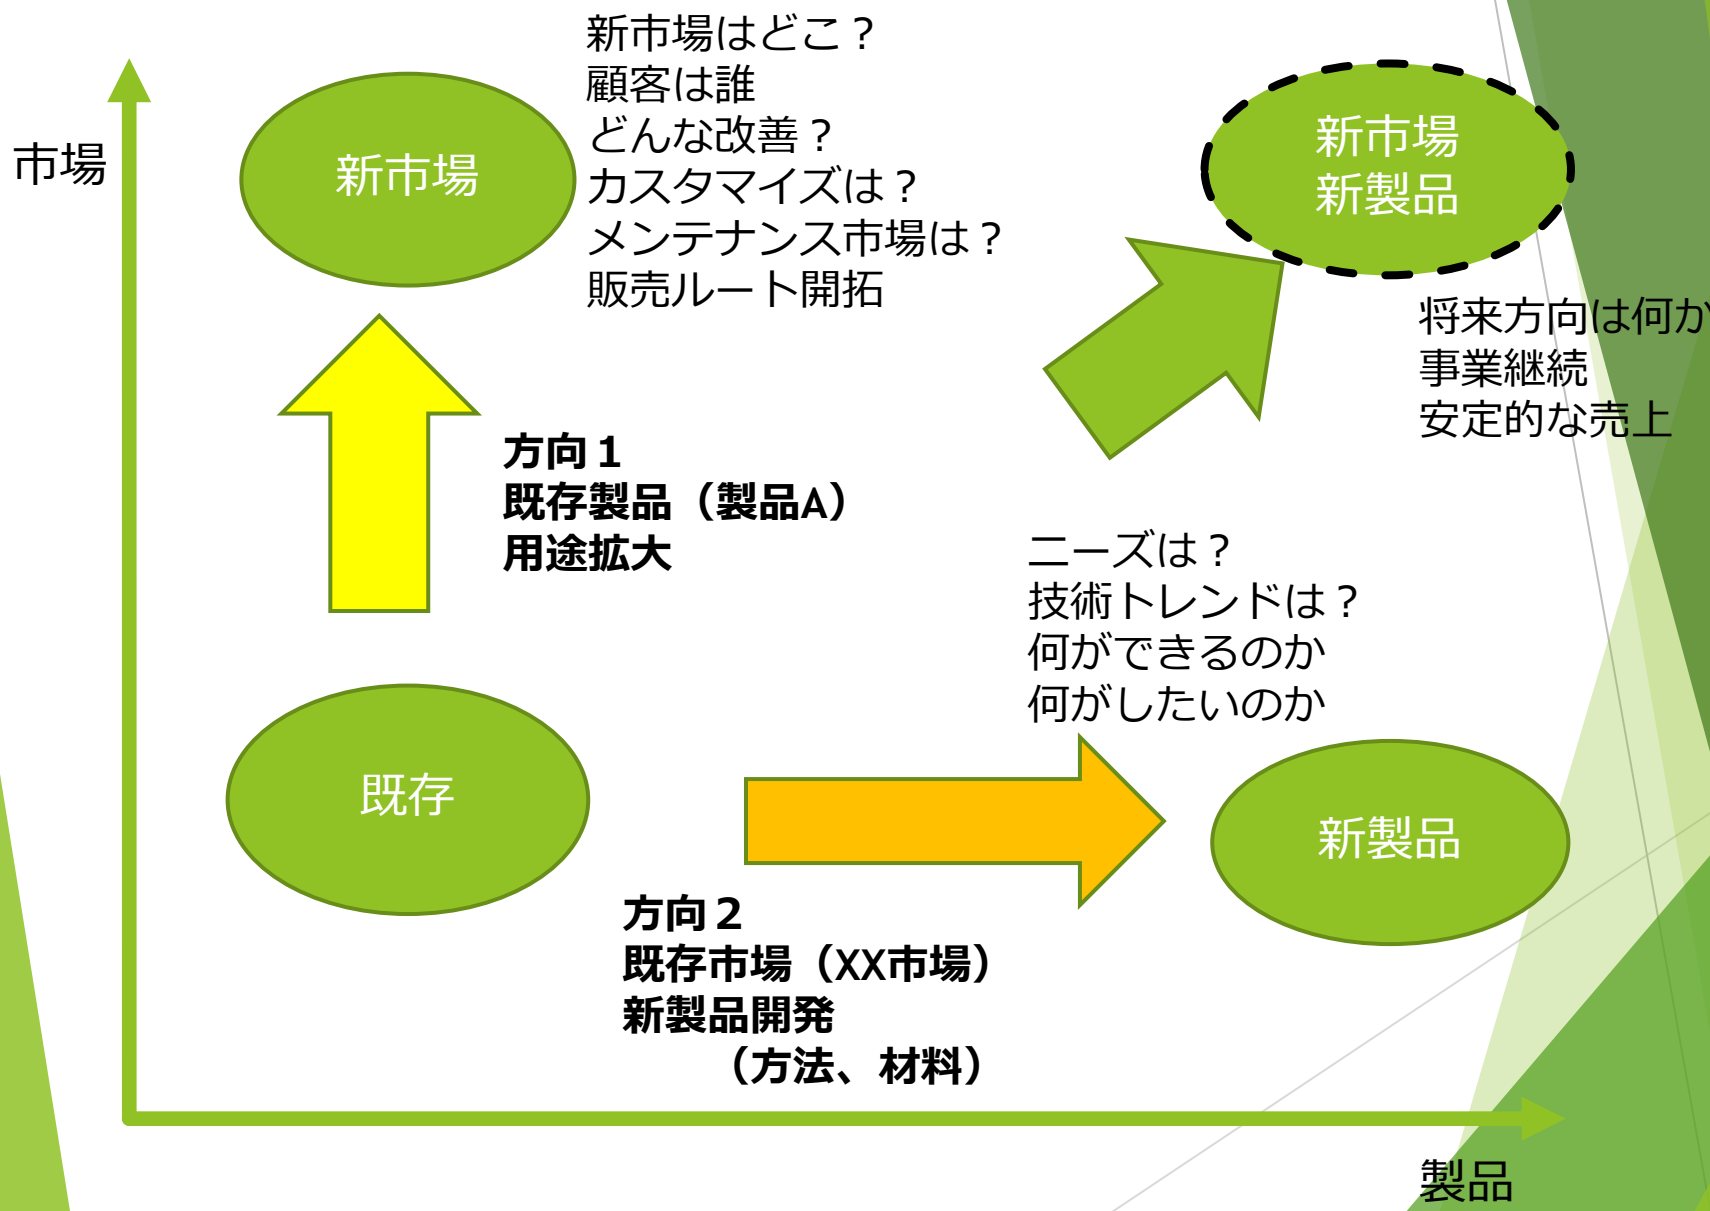 新市場はどこ？
顧客は誰
どんな改善？
カスタマイズは？
メンテナンス市場は？
販売ルート開拓
市場
新市場
新市場
新製品
将来方向は何か
事業継続
安定的な売上
方向１
既存製品（製品A）
用途拡大
ニーズは？
技術トレンドは？
何ができるのか
何がしたいのか
既存
新製品
方向２
既存市場（XX市場）
新製品開発
（方法、材料）
製品